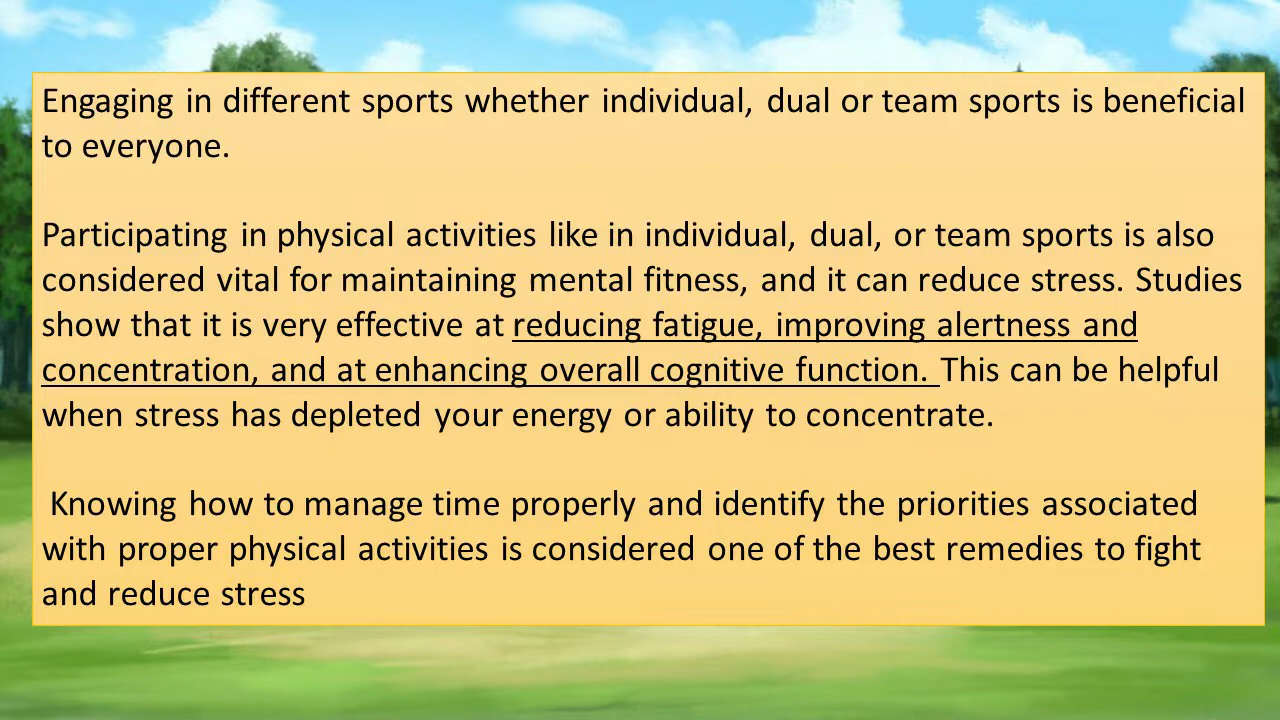 Engaging in different sports whether individual, dual or team sports is beneficial
to everyone.
Participating in physical activities like in individual, dual, or team sports is also
considered vital for maintaining mental fitness, and it can reduce stress. Studies
show that it is very effective at reducing fatigue, improving alertness and
concentration, and at enhancing overall cognitive function. This can be helpful
when stress has depleted your energy or ability to concentrate.
Knowing how to manage time properly and identify the priorities associated
with proper physical activities is considered one of the best remedies to fight
and reduce stress